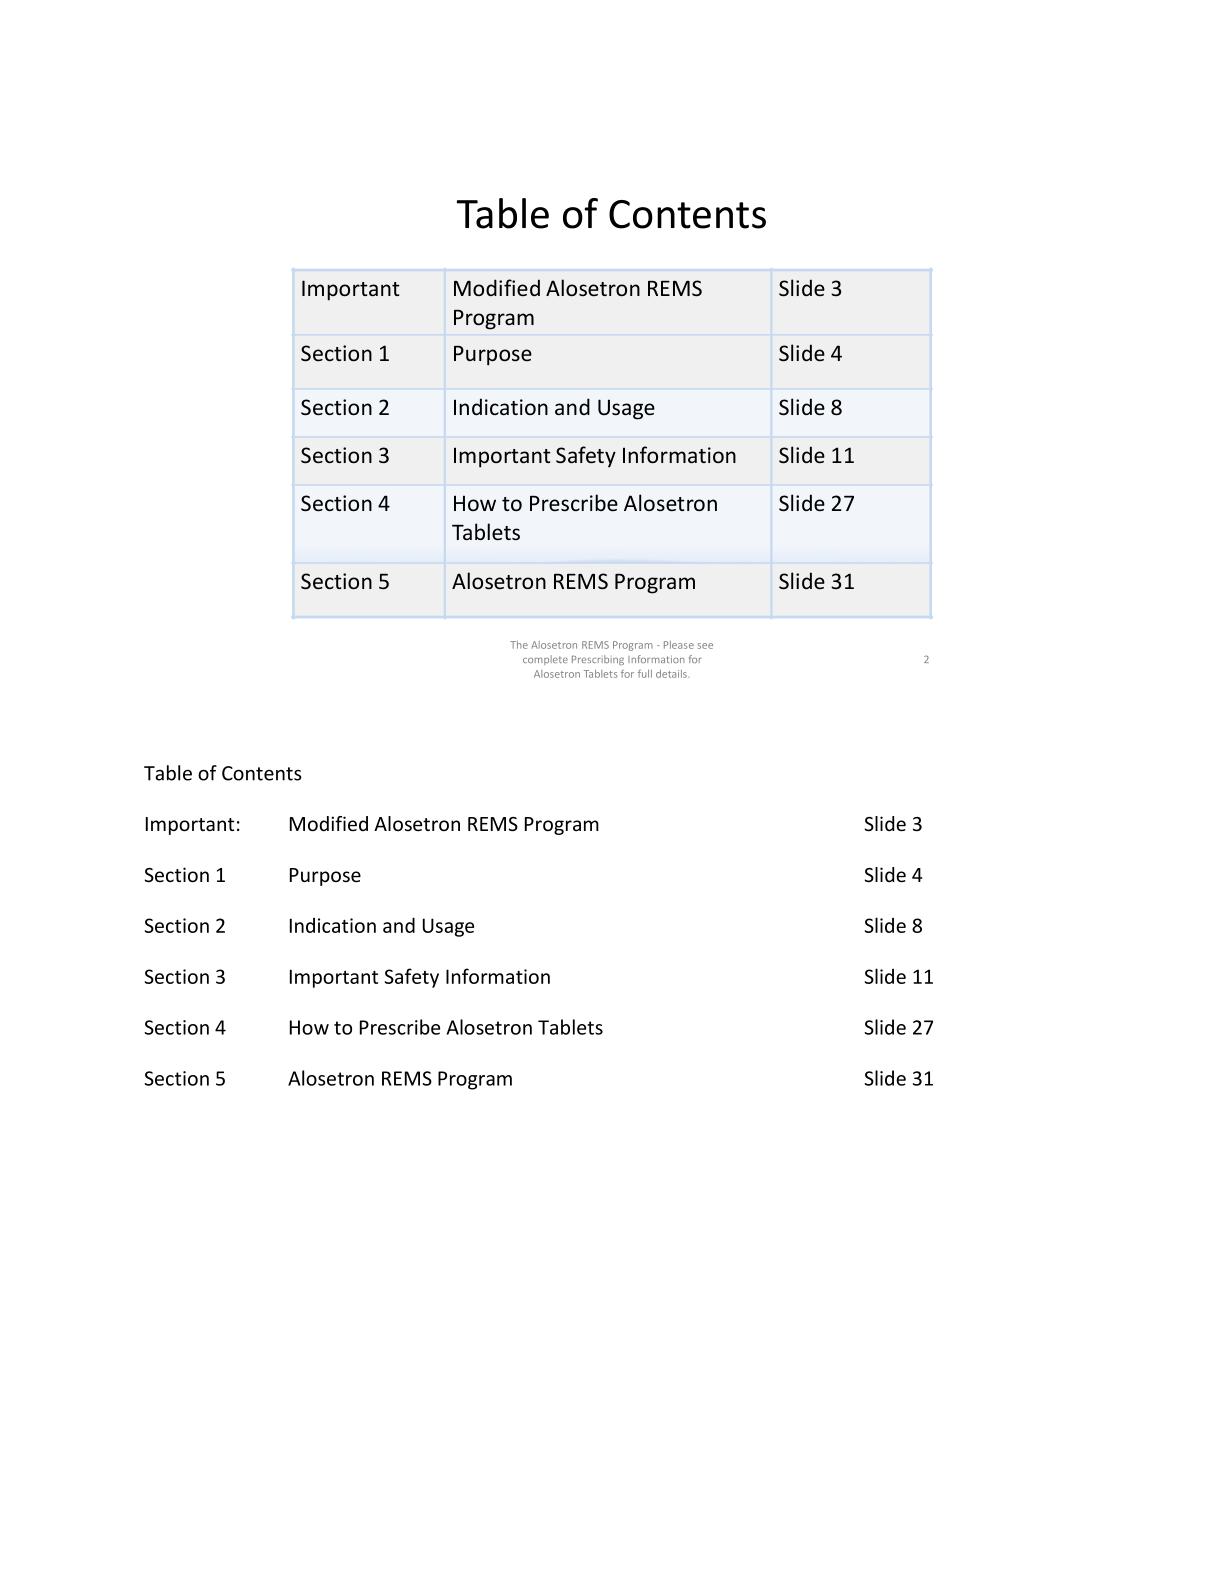 Table of Contents
Important Modified Alosetron REMS Slide 3
Program
Section 1 Purpose Slide 4
Section 2 Indication and Usage Slide 8
Section 3 Important Safety Information Slide 11
Section 4 How to Prescribe Alosetron Slide 27
Tablets
Section 5 Alosetron REMS Program Slide 31
The Alosetron REMS Program - Please see
complete Prescribing Information for 2
Alosetron Tablets for full details.
Table of Contents
Important: Modified Alosetron REMS Program Slide 3
Section 1 Purpose Slide 4
Section 2 Indication and Usage Slide 8
Section 3 Important Safety Information Slide 11
Section 4 How to Prescribe Alosetron Tablets Slide 27
Section 5 Alosetron REMS Program Slide 31